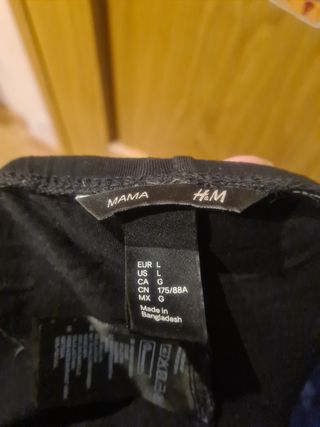 MAMA H&M
EUR L
US L
CA G
CN 175/88A
MX G
Made in
Bangladesh